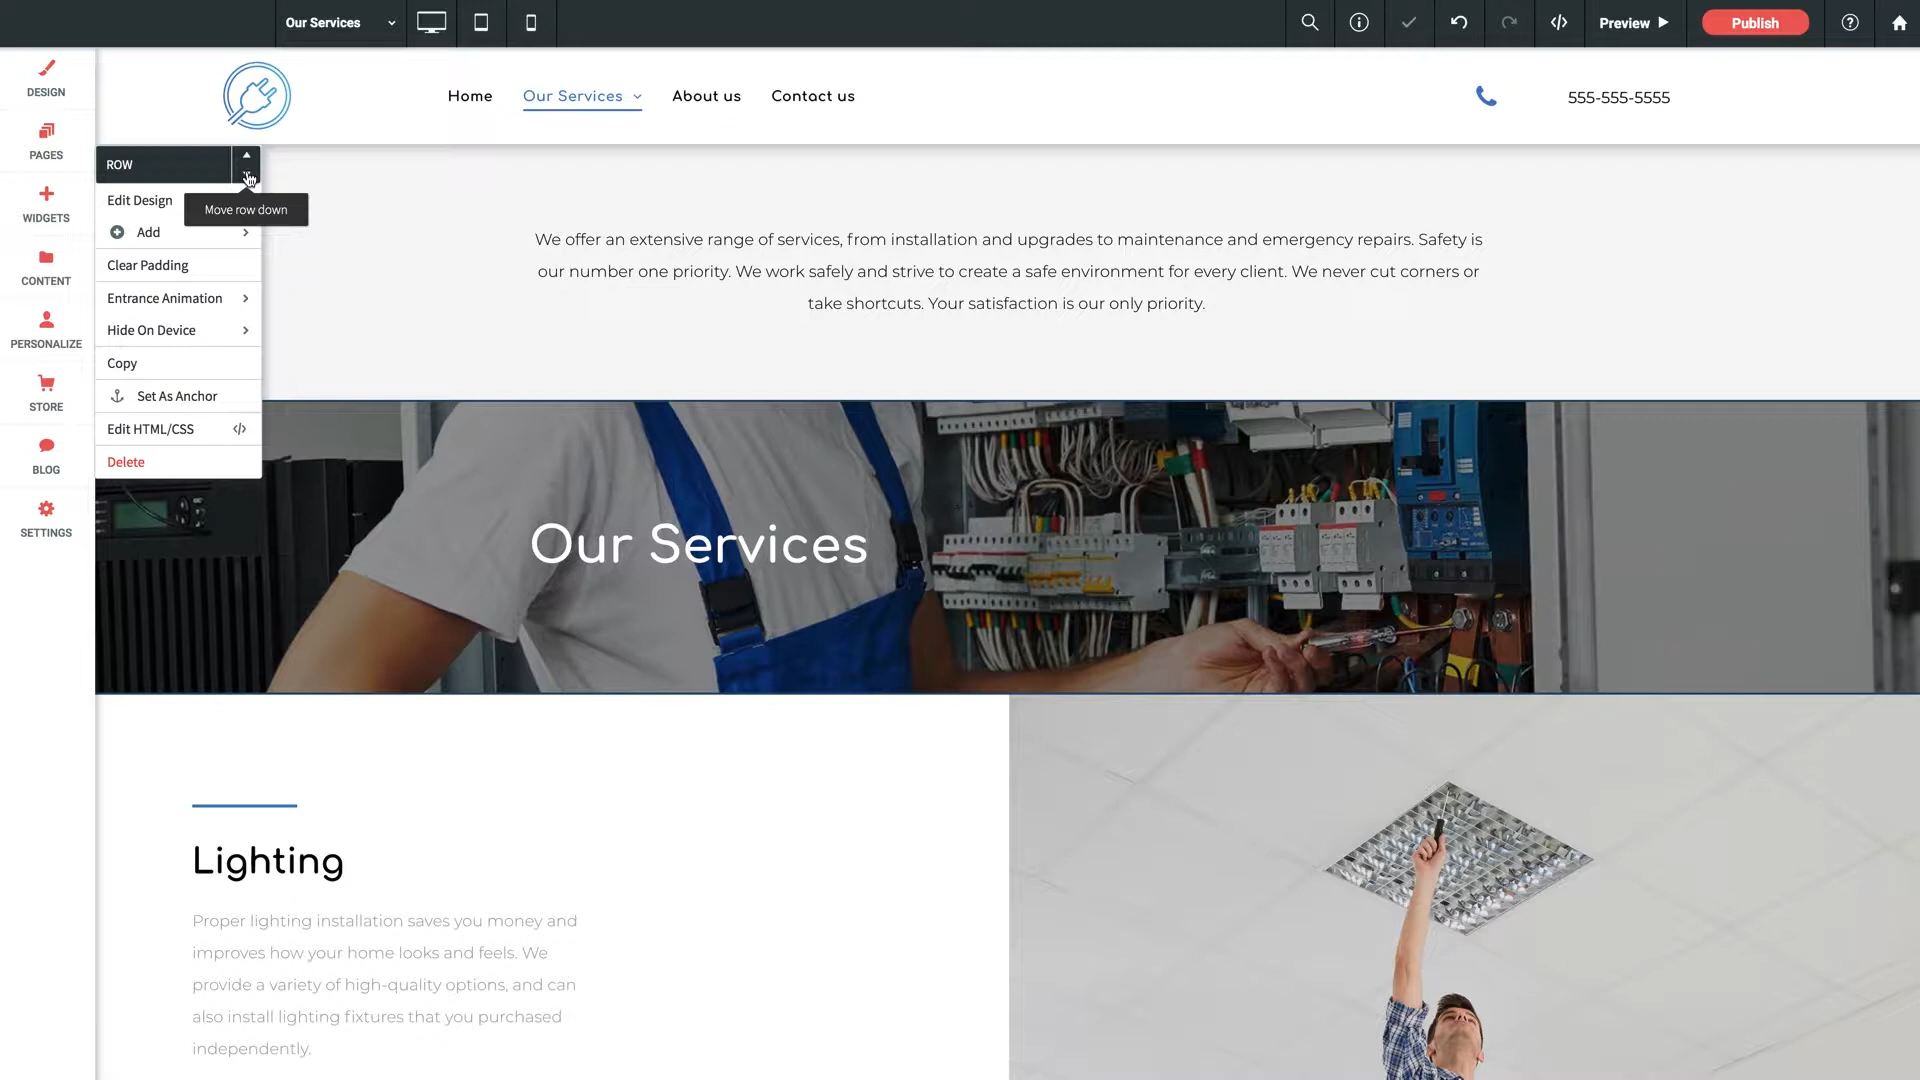 Our Services
Preview
Publish
DESIGN
PAGES
WIDGETS
CONTENT
PERSONALIZE
STORE
BLOG
SETTINGS
Home
Our Services
About us
Contact us
555-555-5555
ROW
Move row down
Edit Design
Add
Clear Padding
Entrance Animation
Hide On Device
Copy
Set As Anchor
Edit HTML/CSS
Delete
We offer an extensive range of services, from installation and upgrades to maintenance and emergency repairs. Safety is
our number one priority. We work safely and strive to create a safe environment for every client. We never cut corners or
take shortcuts. Your satisfaction is our only priority.
Our Services
Lighting
Proper lighting installation saves you money and
improves how your home looks and feels. We
provide a variety of high-quality options, and can
also install lighting fixtures that you purchased
independently.